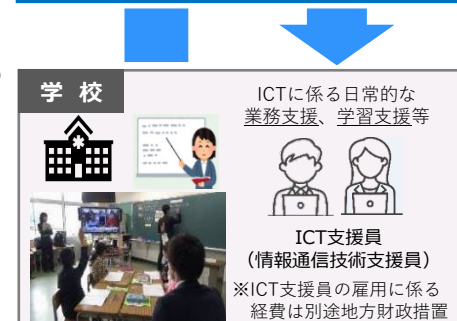 学 校
ICTに係る日常的な
業務支援、学習支援等
ICT支援員
（情報通信技術支援員）
※ICT支援員の雇用に係る
経費は別途地方財政措置